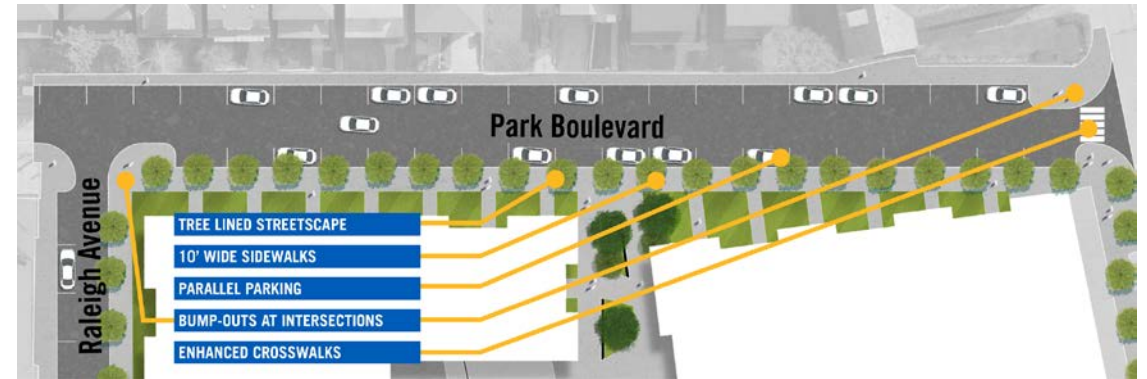 Park Boulevard
Raleigh Avenue
TREE LINED STREETSCAPE
10' WIDE SIDEWALKS
PARALLEL PARKING
BUMP-OUTS AT INTERSECTIONS
ENHANCED CROSSWALKS